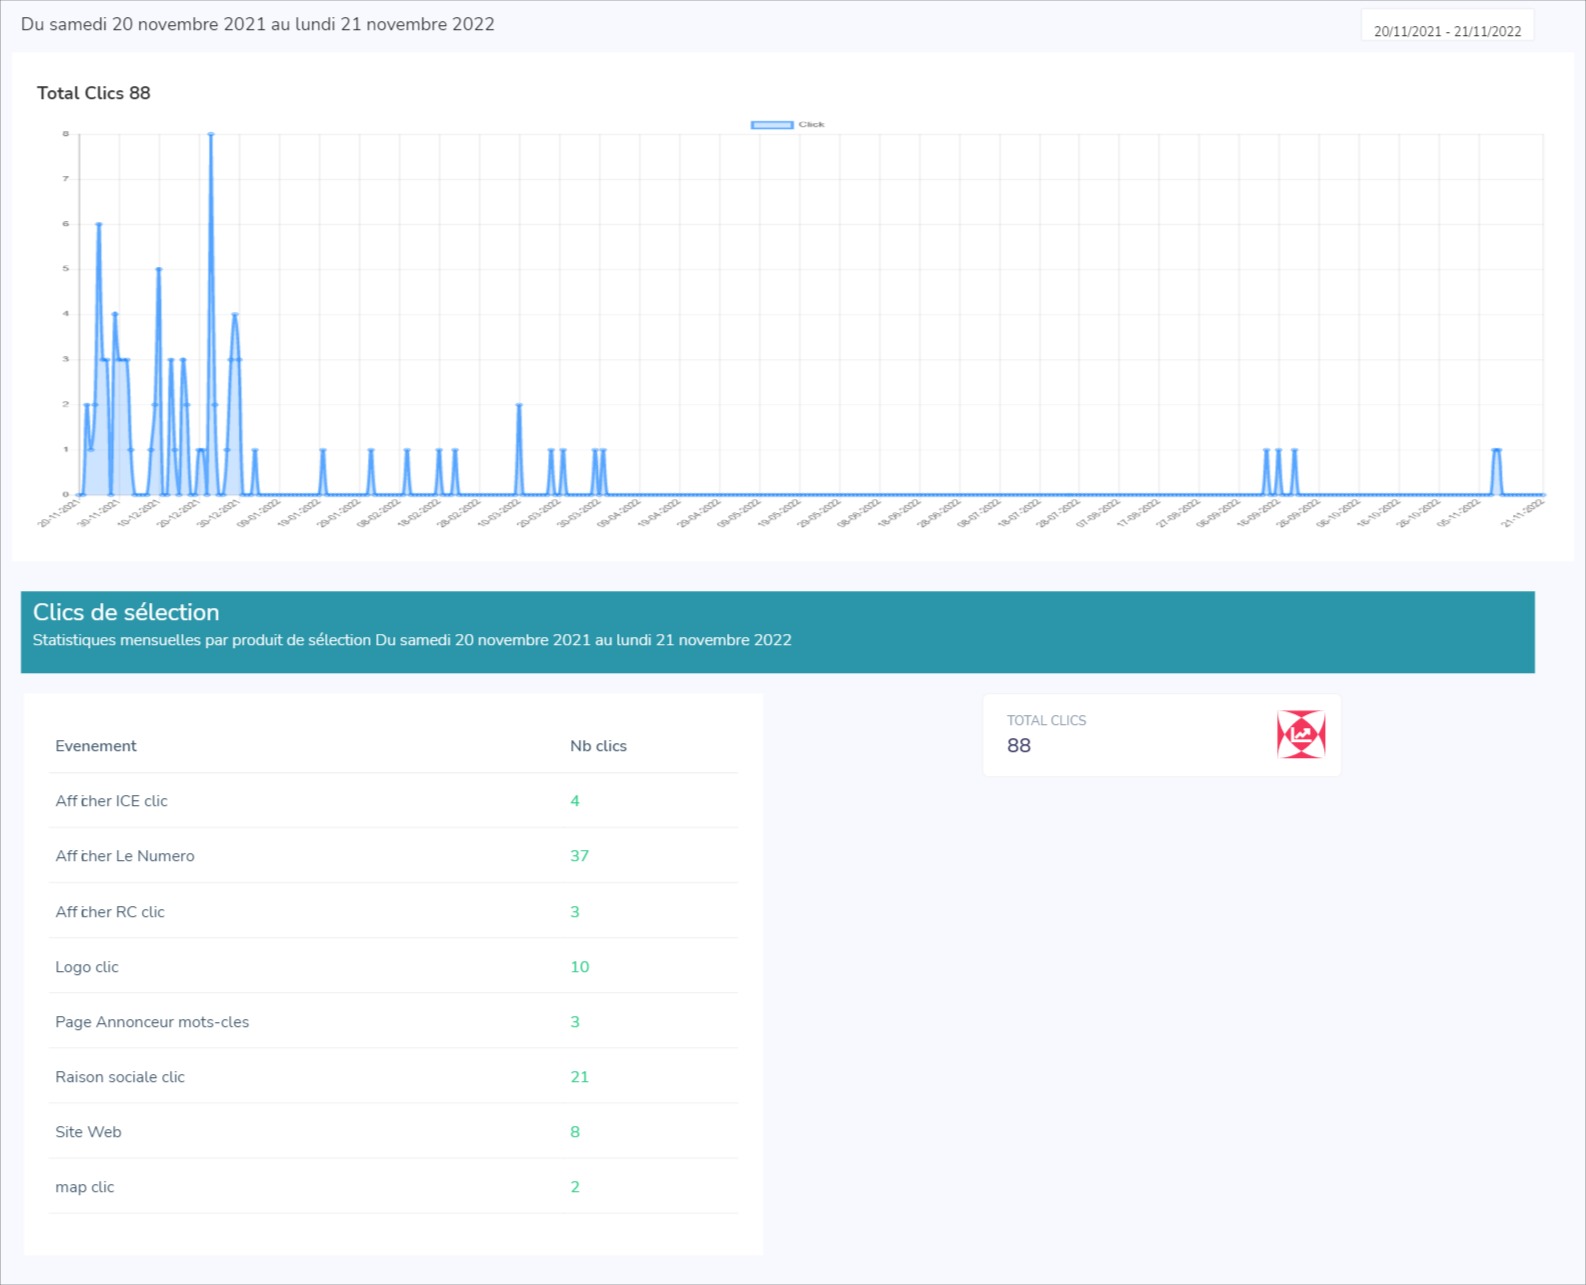 Du samedi 20 novembre 2021 au lundi 21 novembre 2022
20/11/2021 - 21/11/2022
Total Clics 88
Click
8
7
6
5
4
3
2
1
0
20-11-2021 30-11-2021 10-12-2021 20-12-2021 30-12-2021 09-01-2022 19-01-2022 29-01-2022 08-02-2022 18-02-2022 28-02-2022 10-03-2022 20-03-2022 30-03-2022 09-04-2022 19-04-2022 29-04-2022 09-05-2022 19-05-2022 29-05-2022 08-06-2022 18-06-2022 28-06-2022 08-07-2022 18-07-2022 28-07-2022 07-08-2022 17-08-2022 27-08-2022 06-09-2022 16-09-2022 26-09-2022 06-10-2022 16-10-2022 26-10-2022 05-11-2022 21-11-2022
Clics de sélection
Statistiques mensuelles par produit de sélection Du samedi 20 novembre 2021 au lundi 21 novembre 2022
Evenement Nb clics
Afficher ICE clic 4
Afficher Le Numero 37
Afficher RC clic 3
Logo clic 10
Page Annonceur mots-cles 3
Raison sociale clic 21
Site Web 8
map clic 2
TOTAL CLICS
88